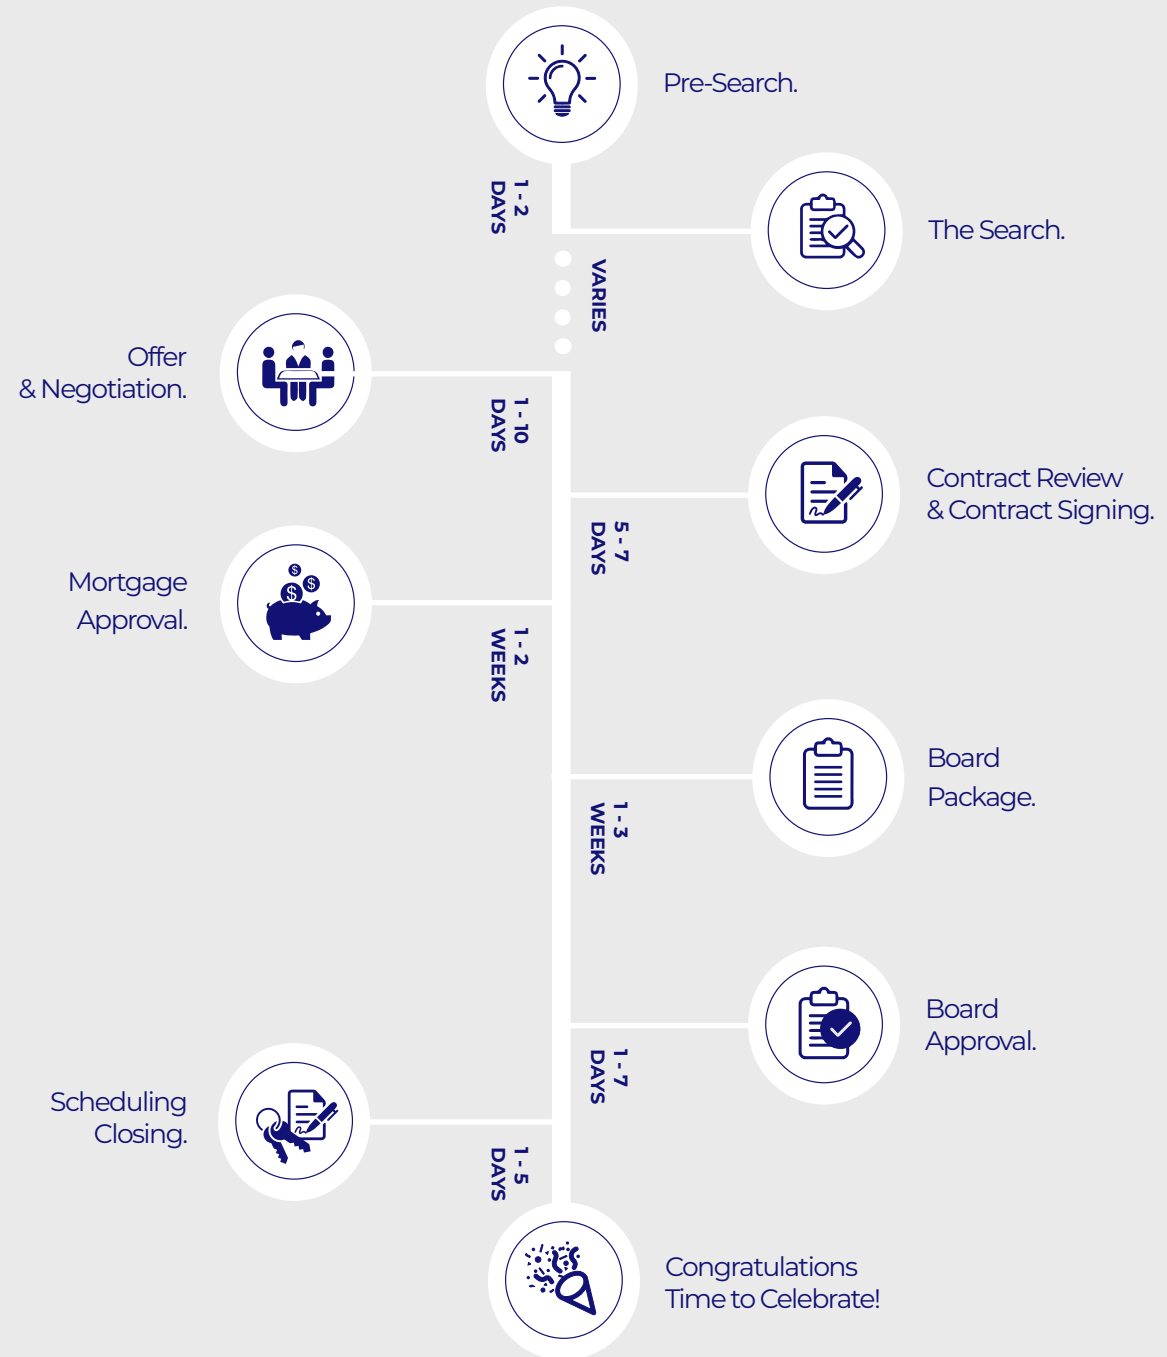 Pre-Search.
1 - 2
DAYS
The Search.
VARIES
Offer
& Negotiation.
1 - 10
DAYS
Contract Review
& Contract Signing.
5 - 7
DAYS
Mortgage
Approval.
$
$
$
1 - 2
WEEKS
Board
Package.
1 - 3
WEEKS
Board
Approval.
1 - 7
DAYS
Scheduling
Closing.
1 - 5
DAYS
Congratulations
Time to Celebrate!